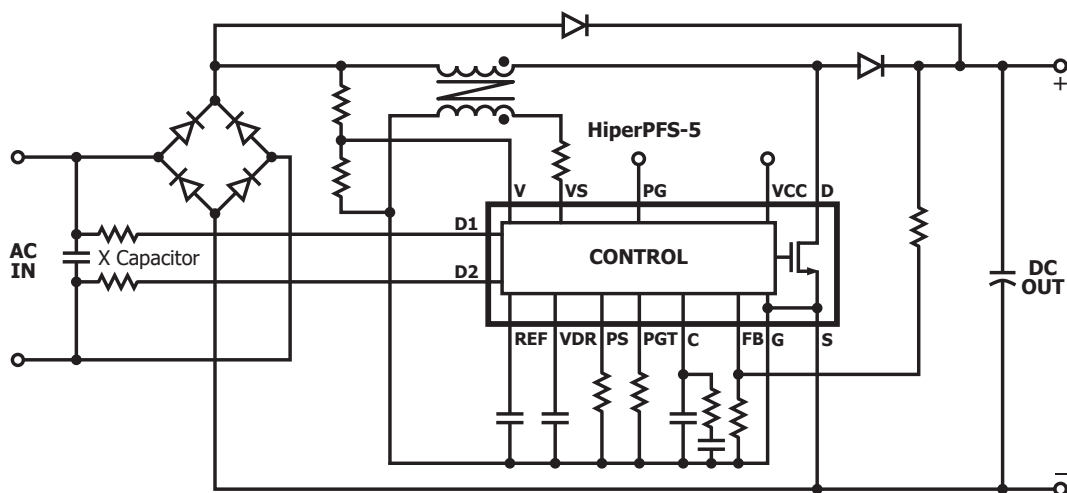 +
HiperPFS-5
V
VS
PG
VCC
D
D1
X Capacitor
AC
IN
CONTROL
D2
DC
OUT
REF
VDR
PS
PGT
C
FB
G
S
−